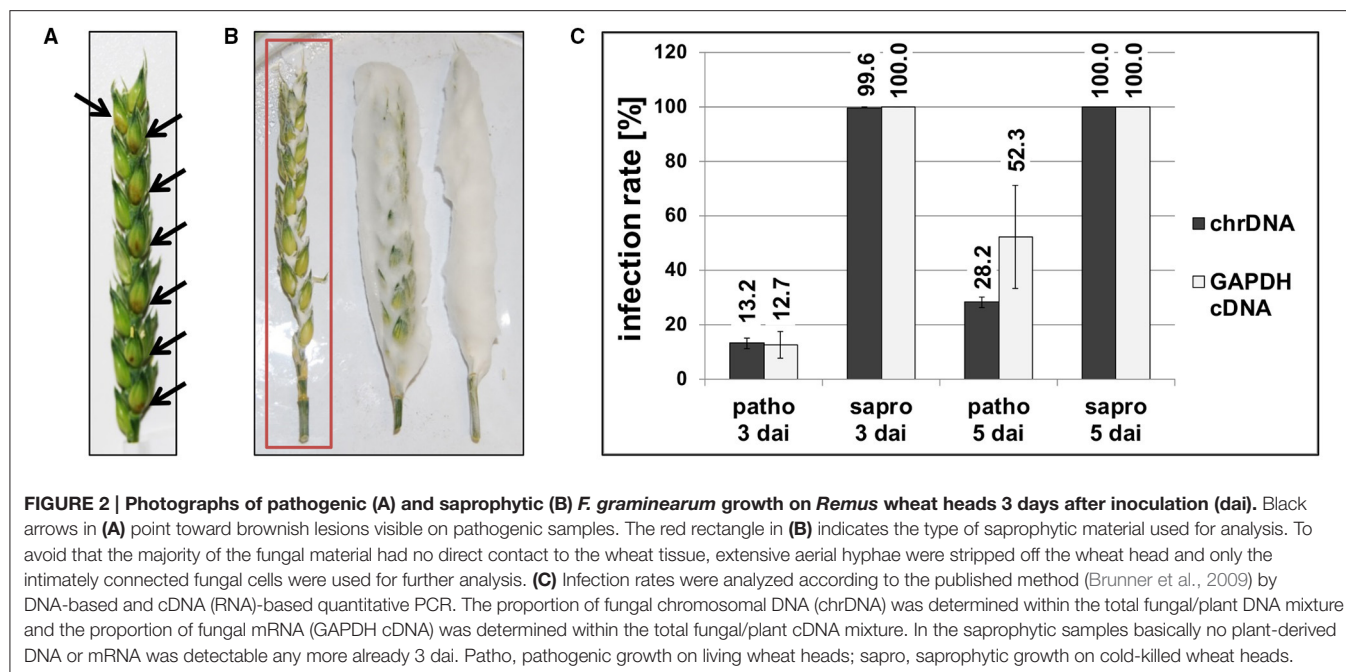 A
B
C
120
100
80
60
40
20
0
infection rate [%]
13.2
12.7
99.6
100.0
28.2
52.3
100.0
100.0
patho
3 dai
sapro
3 dai
patho
5 dai
sapro
5 dai
chrDNA
GAPDH
cDNA
FIGURE 2 | Photographs of pathogenic (A) and saprophytic (B) F. graminearum growth on Remus wheat heads 3 days after inoculation (dai). Black
arrows in (A) point toward brownish lesions visible on pathogenic samples. The red rectangle in (B) indicates the type of saprophytic material used for analysis. To
avoid that the majority of the fungal material had no direct contact to the wheat tissue, extensive aerial hyphae were stripped off the wheat head and only the
intimately connected fungal cells were used for further analysis. (C) Infection rates were analyzed according to the published method (Brunner et al., 2009) by
DNA-based and cDNA (RNA)-based quantitative PCR. The proportion of fungal chromosomal DNA (chrDNA) was determined within the total fungal/plant DNA mixture
and the proportion of fungal mRNA (GAPDH cDNA) was determined within the total fungal/plant cDNA mixture. In the saprophytic samples basically no plant-derived
DNA or mRNA was detectable any more already 3 dai. Patho, pathogenic growth on living wheat heads; sapro, saprophytic growth on cold-killed wheat heads.